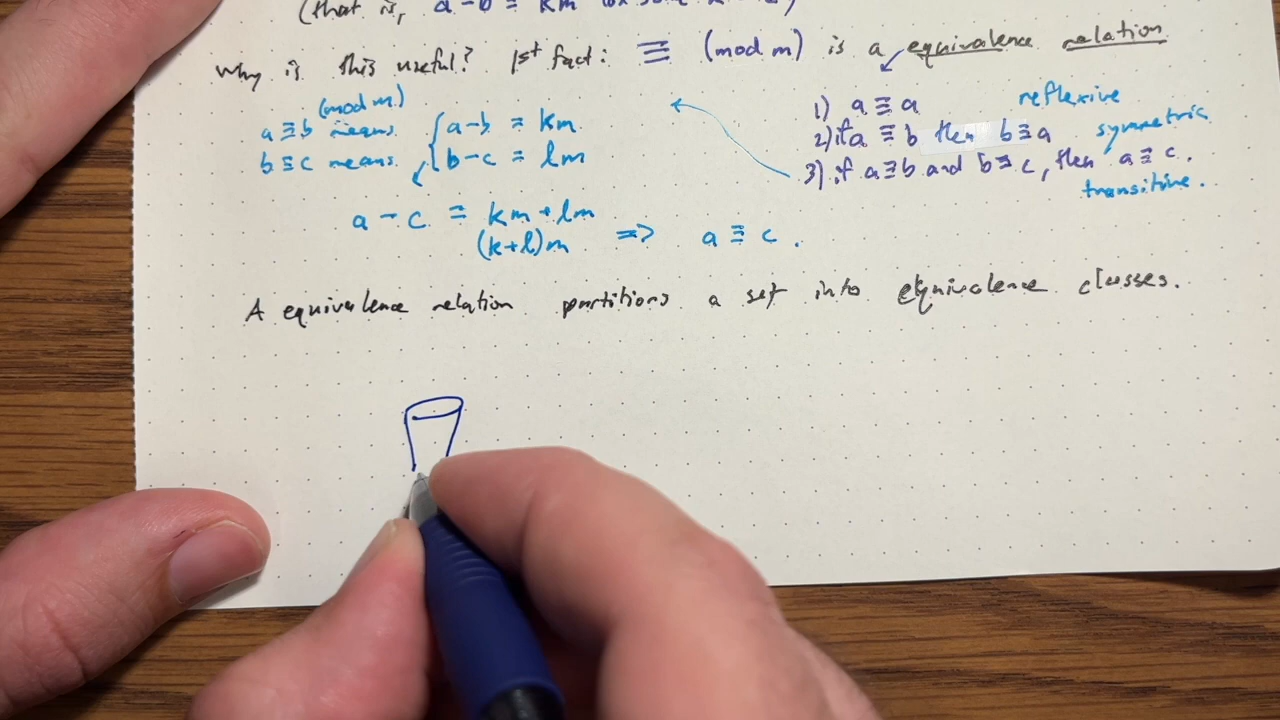 (that is, a-b = km for some k
Why is this useful? 1st fact: ≡ (mod m) is a equivalence relation
(mod m)
a≡b means
b≡c means
{a-b = km
b-c = lm
a - c = km+lm
(k+l)m => a ≡ c.
1) a≡a reflexive
2) if a ≡ b then b≡a symmetric
3) if a≡b and b≡c, then a≡c.
transitive.
A equivalence relation partitions a set into equivalence classes.